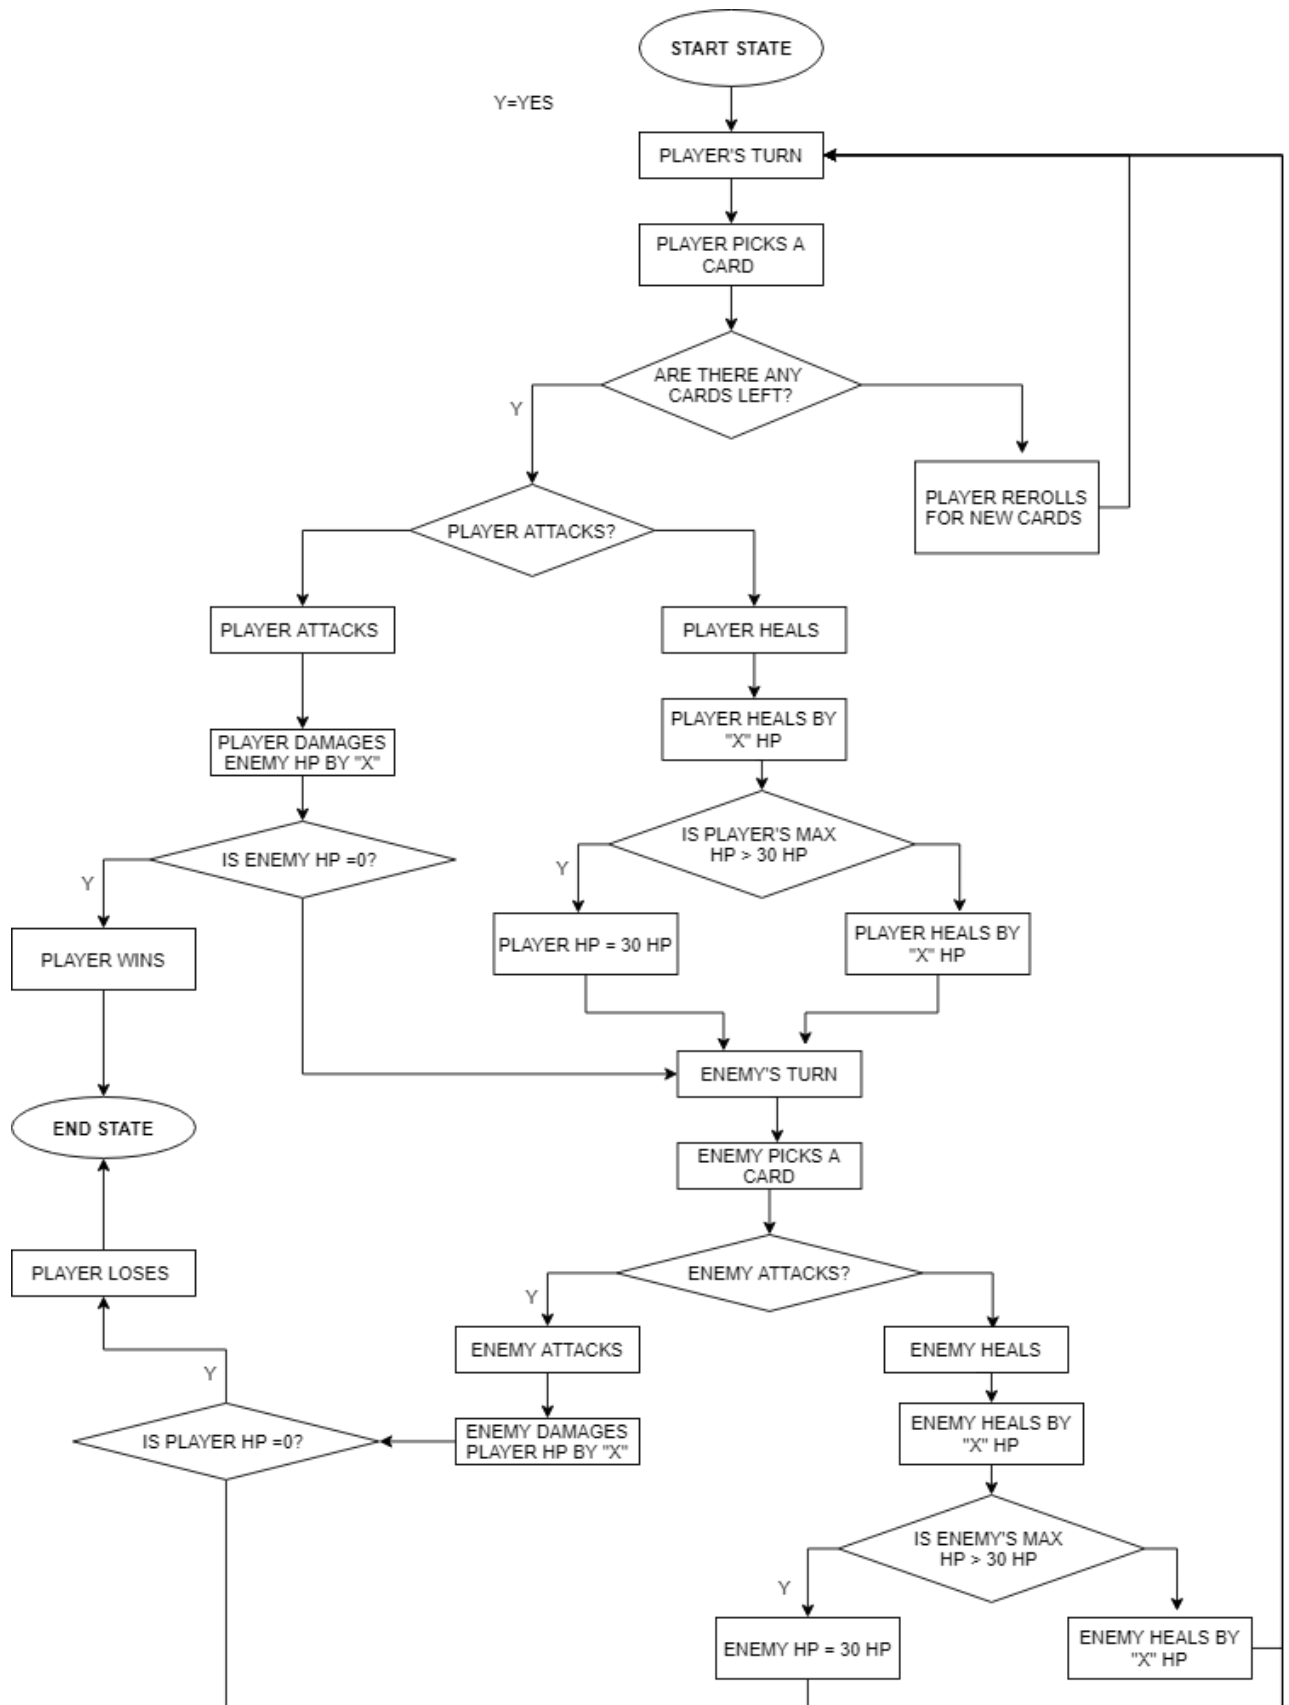 START STATE
Y=YES
PLAYER'S TURN
PLAYER PICKS A
CARD
ARE THERE ANY
CARDS LEFT?
Y
PLAYER REROLLS
FOR NEW CARDS
PLAYER ATTACKS?
PLAYER ATTACKS
PLAYER HEALS
PLAYER DAMAGES
ENEMY HP BY "X"
PLAYER HEALS BY
"X" HP
IS ENEMY HP =0?
IS PLAYER'S MAX
HP > 30 HP
Y
Y
PLAYER WINS
PLAYER HP = 30 HP
PLAYER HEALS BY
"X" HP
ENEMY'S TURN
END STATE
ENEMY PICKS A
CARD
PLAYER LOSES
ENEMY ATTACKS?
Y
ENEMY ATTACKS
ENEMY HEALS
Y
IS PLAYER HP =0?
ENEMY DAMAGES
PLAYER HP BY "X"
ENEMY HEALS BY
"X" HP
IS ENEMY'S MAX
HP > 30 HP
Y
ENEMY HP = 30 HP
ENEMY HEALS BY
"X" HP